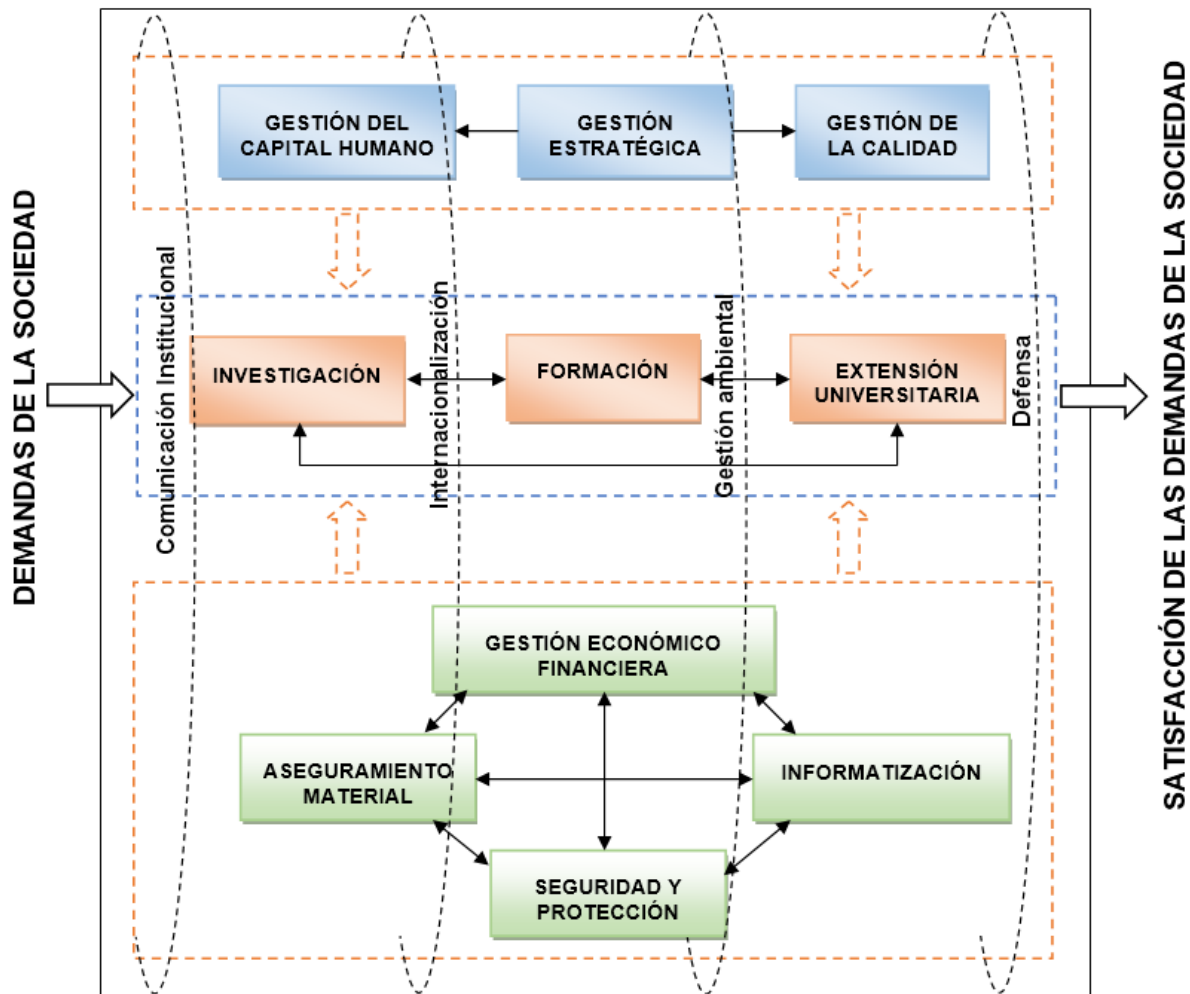 DEMANDAS DE LA SOCIEDAD
GESTIÓN DEL
CAPITAL HUMANO
GESTIÓN
ESTRATÉGICA
GESTIÓN DE
LA CALIDAD
Comunicación Institucional
INVESTIGACIÓN
Internacionalización
FORMACIÓN
Gestión ambiental
EXTENSIÓN
UNIVERSITARIA
Defensa
GESTIÓN ECONÓMICO
FINANCIERA
ASEGURAMIENTO
MATERIAL
INFORMATIZACIÓN
SEGURIDAD Y
PROTECCIÓN
SATISFACCIÓN DE LAS DEMANDAS DE LA SOCIEDAD